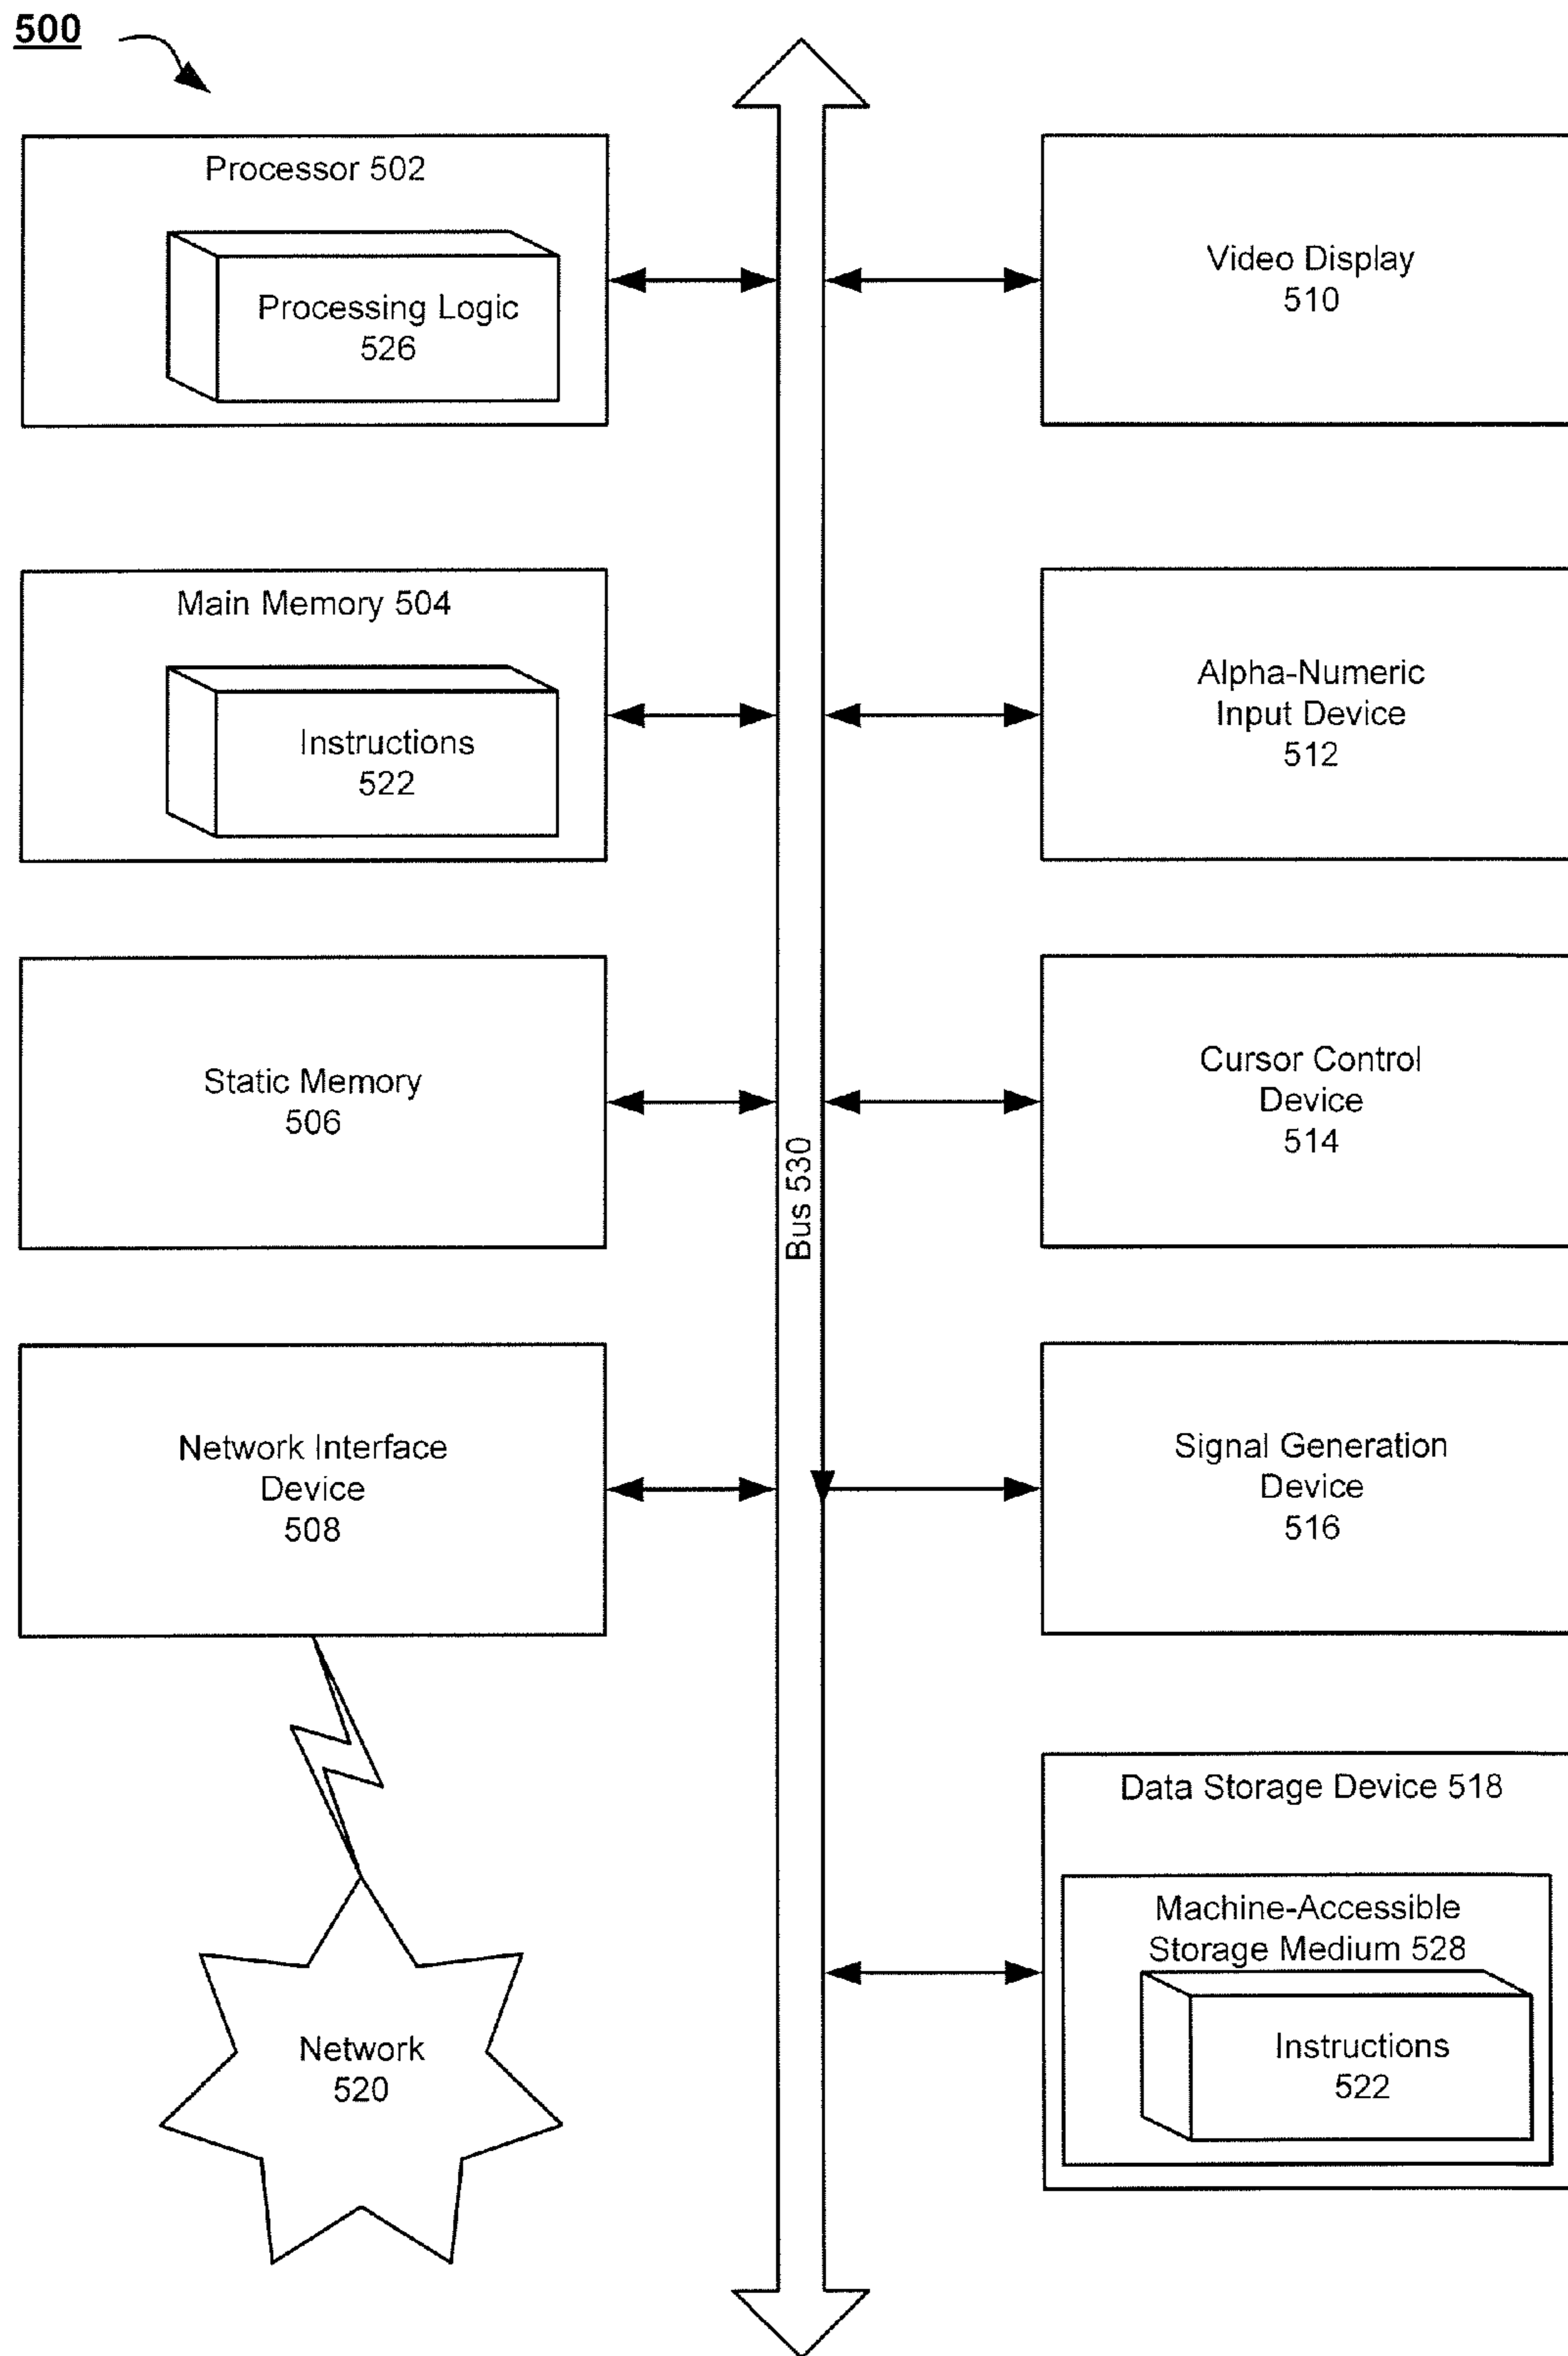 500
Processor 502
Processing Logic
526
Video Display
510
Main Memory 504
Instructions
522
Alpha-Numeric
Input Device
512
Static Memory
506
Cursor Control
Device
514
Bus 530
Network Interface
Device
508
Signal Generation
Device
516
Data Storage Device 518
Machine-Accessible
Storage Medium 528
Instructions
522
Network
520